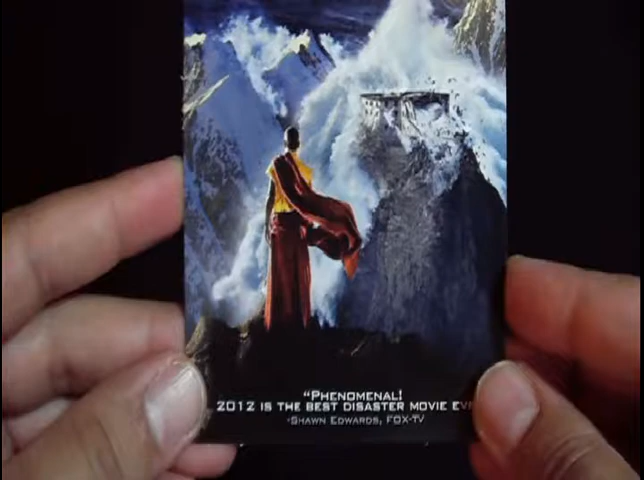 "PHENOMENAL!
2012 IS THE BEST DISASTER MOVIE
-SHAWN EDWARDS, FOX-TV